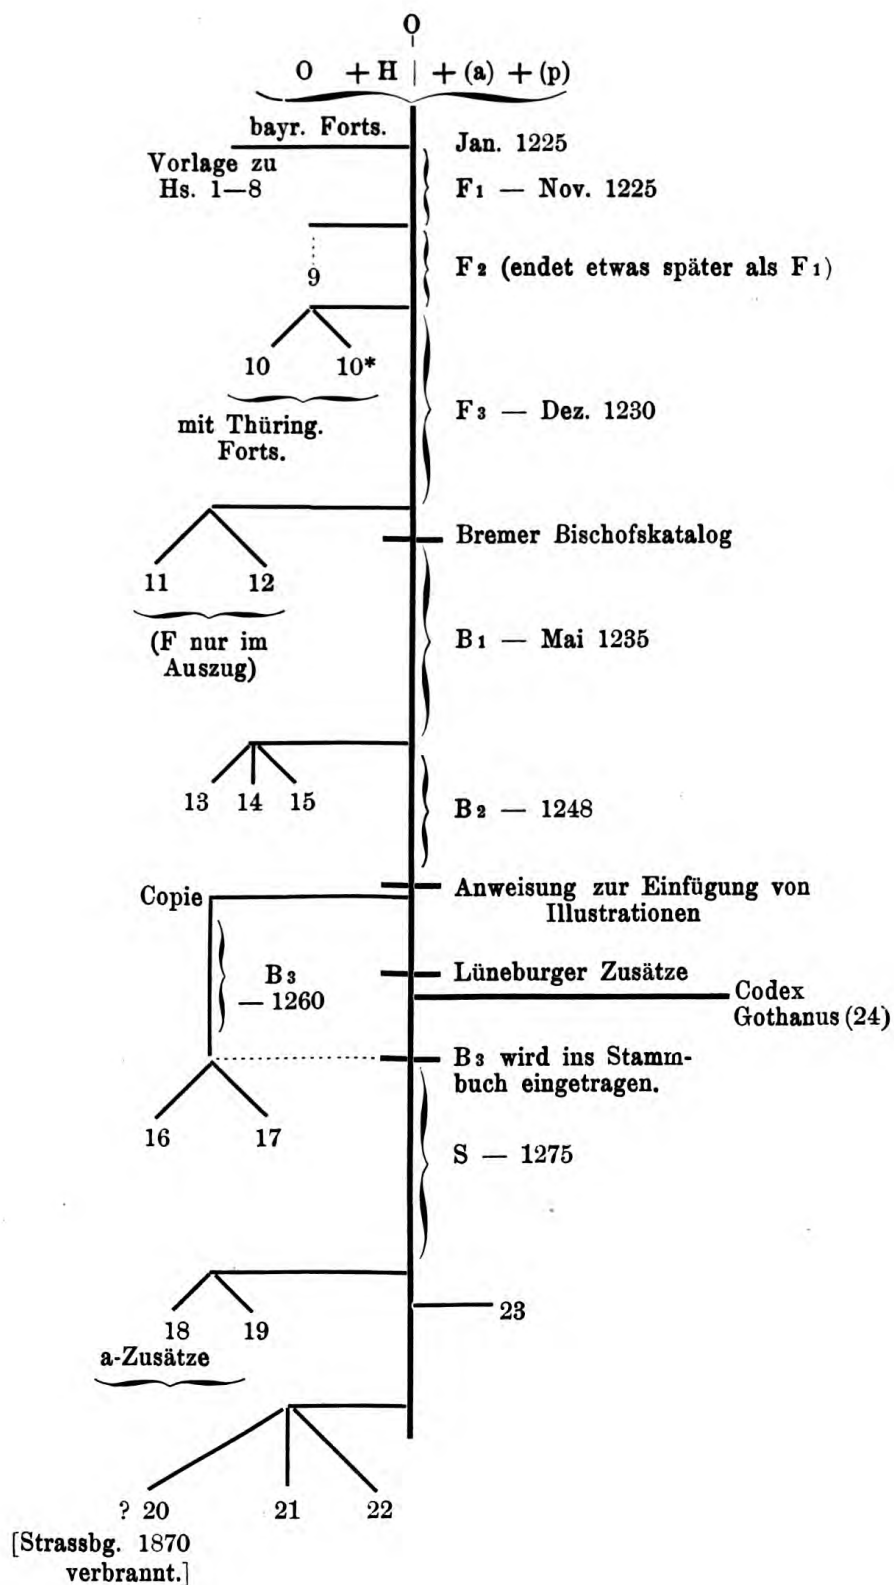 O
O + H | + (a) + (p)
bayr. Forts.
Jan. 1225
Vorlage zu
Hs. 1—8
F1 — Nov. 1225
F2 (endet etwas später als F1)
9
10 10*
mit Thüring.
Forts.
F3 — Dez. 1230
Bremer Bischofskatalog
11 12
(F nur im
Auszug)
B1 — Mai 1235
13 14 15
B2 — 1248
Anweisung zur Einfügung von
Illustrationen
Copie
B3
— 1260
Lüneburger Zusätze
Codex
Gothanus (24)
B3 wird ins Stamm-
buch eingetragen.
16 17
S — 1275
18 19
23
a-Zusätze
? 20 21 22
[Strassbg. 1870
verbrannt.]